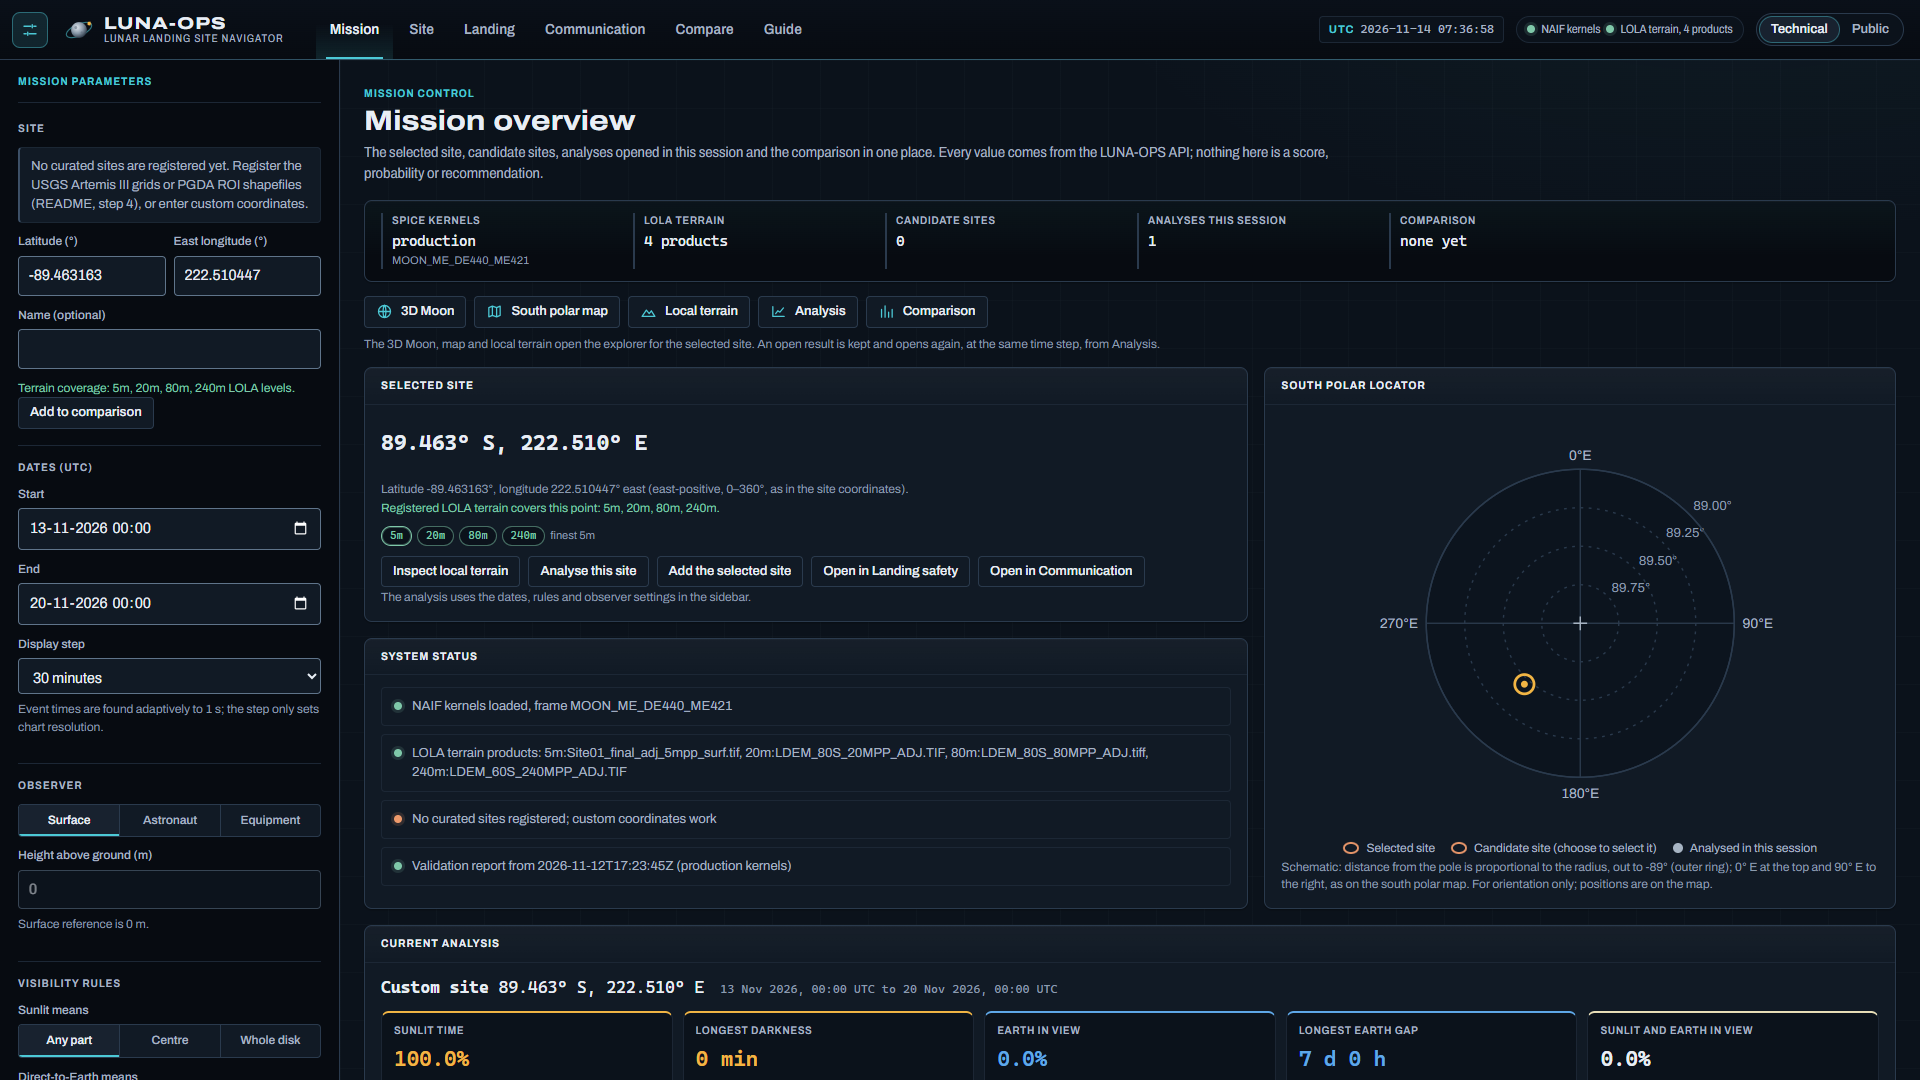 LUNA-OPS
LUNAR LANDING SITE NAVIGATOR
Mission
Site
Landing
Communication
Compare
Guide
UTC 2026-11-14 07:36:58
NAIF kernels
LOLA terrain, 4 products
Technical
Public
MISSION PARAMETERS
SITE
No curated sites are registered yet. Register the
USGS Artemis III grids or PGDA ROI shapefiles
(README, step 4), or enter custom coordinates.
Latitude (°)
East longitude (°)
-89.463163
222.510447
Name (optional)
Terrain coverage: 5m, 20m, 80m, 240m LOLA levels.
Add to comparison
DATES (UTC)
Start
13-11-2026 00:00
End
20-11-2026 00:00
Display step
30 minutes
Event times are found adaptively to 1 s; the step only sets
chart resolution.
OBSERVER
Surface
Astronaut
Equipment
Height above ground (m)
0
Surface reference is 0 m.
VISIBILITY RULES
Sunlit means
Any part
Centre
Whole disk
Direct-to-Earth means
MISSION CONTROL
Mission overview
The selected site, candidate sites, analyses opened in this session and the comparison in one place. Every value comes from the LUNA-OPS API; nothing here is a score,
probability or recommendation.
SPICE KERNELS
production
MOON_ME_DE440_ME421
LOLA TERRAIN
4 products
CANDIDATE SITES
0
ANALYSES THIS SESSION
1
COMPARISON
none yet
3D Moon
South polar map
Local terrain
Analysis
Comparison
The 3D Moon, map and local terrain open the explorer for the selected site. An open result is kept and opens again, at the same time step, from Analysis.
SELECTED SITE
89.463° S, 222.510° E
Latitude -89.463163°, longitude 222.510447° east (east-positive, 0–360°, as in the site coordinates).
Registered LOLA terrain covers this point: 5m, 20m, 80m, 240m.
5m
20m
80m
240m
finest 5m
Inspect local terrain
Analyse this site
Add the selected site
Open in Landing safety
Open in Communication
The analysis uses the dates, rules and observer settings in the sidebar.
SYSTEM STATUS
NAIF kernels loaded, frame MOON_ME_DE440_ME421
LOLA terrain products: 5m:Site01_final_adj_5mpp_surf.tif, 20m:LDEM_80S_20MPP_ADJ.TIF, 80m:LDEM_80S_80MPP_ADJ.tiff,
240m:LDEM_60S_240MPP_ADJ.TIF
No curated sites registered; custom coordinates work
Validation report from 2026-11-12T17:23:45Z (production kernels)
SOUTH POLAR LOCATOR
0°E
89.00°
89.25°
89.50°
89.75°
270°E
90°E
180°E
Selected site
Candidate site (choose to select it)
Analysed in this session
Schematic: distance from the pole is proportional to the radius, out to -89° (outer ring); 0° E at the top and 90° E to
the right, as on the south polar map. For orientation only; positions are on the map.
CURRENT ANALYSIS
Custom site 89.463° S, 222.510° E
13 Nov 2026, 00:00 UTC to 20 Nov 2026, 00:00 UTC
SUNLIT TIME
100.0%
LONGEST DARKNESS
0 min
EARTH IN VIEW
0.0%
LONGEST EARTH GAP
7 d 0 h
SUNLIT AND EARTH IN VIEW
0.0%